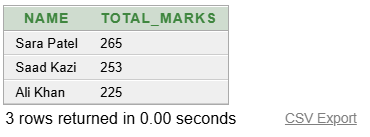 NAME TOTAL_MARKS
Sara Patel 265
Saad Kazi 253
Ali Khan 225
3 rows returned in 0.00 seconds CSV Export